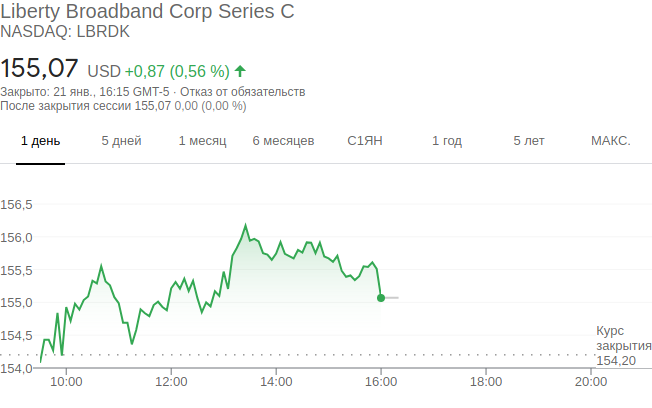 Liberty Broadband Corp Series C
NASDAQ: LBRDK
155,07 USD +0,87 (0,56 %)
Закрыто: 21 янв., 16:15 GMT-5 · Отказ от обязательств
После закрытия сессии 155,07 0,00 (0,00 %)
1 день 5 дней 1 месяц 6 месяцев С1ЯН 1 год 5 лет МАКС.
156,5
156,0
155,5
155,0
154,5
154,0
Курс
закрытия
154,20
10:00 12:00 14:00 16:00 18:00 20:00